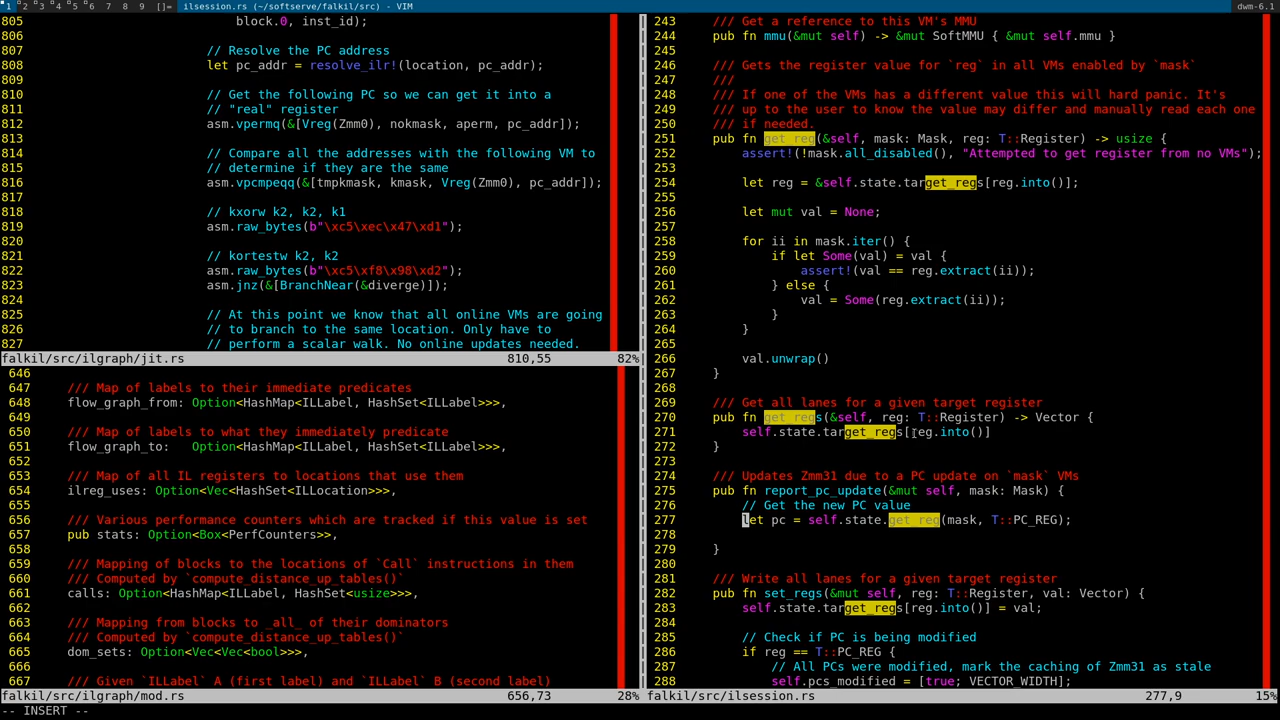 1 2 3 4 5 6 7 8 9 []= ilsession.rs (~/softserve/falkil/src) - VIM dwm-6.1
805 block.0, inst_id);
806
807 // Resolve the PC address
808 let pc_addr = resolve_ilr!(location, pc_addr);
809
810 // Get the following PC so we can get it into a
811 // "real" register
812 asm.vpermq(&[Vreg(Zmm0), nokmask, aperm, pc_addr]);
813
814 // Compare all the addresses with the following VM to
815 // determine if they are the same
816 asm.vpcmpeqq(&[tmpkmask, kmask, Vreg(Zmm0), pc_addr]);
817
818 // kxorw k2, k2, k1
819 asm.raw_bytes(b"\xc5\xec\x47\xd1");
820
821 // kortestw k2, k2
822 asm.raw_bytes(b"\xc5\xf8\x98\xd2");
823 asm.jnz(&[BranchNear(&diverge)]);
824
825 // At this point we know that all online VMs are going
826 // to branch to the same location. Only have to
827 // perform a scalar walk. No online updates needed.
falkil/src/ilgraph/jit.rs 810,55 82%
646
647 /// Map of labels to their immediate predicates
648 flow_graph_from: Option<HashMap<ILLabel, HashSet<ILLabel>>>,
649
650 /// Map of labels to what they immediately predicate
651 flow_graph_to: Option<HashMap<ILLabel, HashSet<ILLabel>>>,
652
653 /// Map of all IL registers to locations that use them
654 ilreg_uses: Option<Vec<HashSet<ILLocation>>>,
655
656 /// Various performance counters which are tracked if this value is set
657 pub stats: Option<Box<PerfCounters>>,
658
659 /// Mapping of blocks to the locations of `Call` instructions in them
660 /// Computed by `compute_distance_up_tables()`
661 calls: Option<HashMap<ILLabel, HashSet<usize>>>,
662
663 /// Mapping from blocks to _all_ of their dominators
664 /// Computed by `compute_distance_up_tables()`
665 dom_sets: Option<Vec<Vec<bool>>>,
666
667 /// Given `ILLabel` A (first label) and `ILLabel` B (second label)
falkil/src/ilgraph/mod.rs 656,73 28%
243 /// Get a reference to this VM's MMU
244 pub fn mmu(&mut self) -> &mut SoftMMU { &mut self.mmu }
245
246 /// Gets the register value for `reg` in all VMs enabled by `mask`
247 ///
248 /// If one of the VMs has a different value this will hard panic. It's
249 /// up to the user to know the value may differ and manually read each one
250 /// if needed.
251 pub fn get_reg(&self, mask: Mask, reg: T::Register) -> usize {
252 assert!(!mask.all_disabled(), "Attempted to get register from no VMs");
253
254 let reg = &self.state.target_regs[reg.into()];
255
256 let mut val = None;
257
258 for ii in mask.iter() {
259 if let Some(val) = val {
260 assert!(val == reg.extract(ii));
261 } else {
262 val = Some(reg.extract(ii));
263 }
264 }
265
266 val.unwrap()
267 }
268
269 /// Get all lanes for a given target register
270 pub fn get_regs(&self, reg: T::Register) -> Vector {
271 self.state.target_regs[reg.into()]
272 }
273
274 /// Updates Zmm31 due to a PC update on `mask` VMs
275 pub fn report_pc_update(&mut self, mask: Mask) {
276 // Get the new PC value
277 let pc = self.state.get_reg(mask, T::PC_REG);
278
279 }
280
281 /// Write all lanes for a given target register
282 pub fn set_regs(&mut self, reg: T::Register, val: Vector) {
283 self.state.target_regs[reg.into()] = val;
284
285 // Check if PC is being modified
286 if reg == T::PC_REG {
287 // All PCs were modified, mark the caching of Zmm31 as stale
288 self.pcs_modified = [true; VECTOR_WIDTH];
falkil/src/ilsession.rs 277,9 15%
-- INSERT --